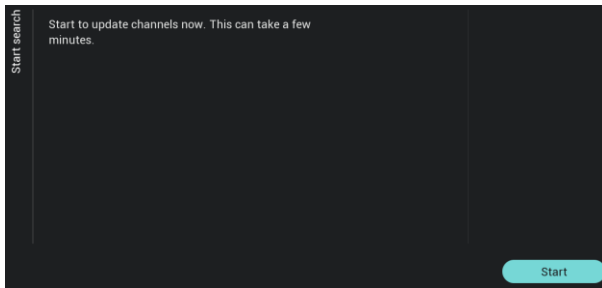 Start search
Start to update channels now. This can take a few
minutes.
Start